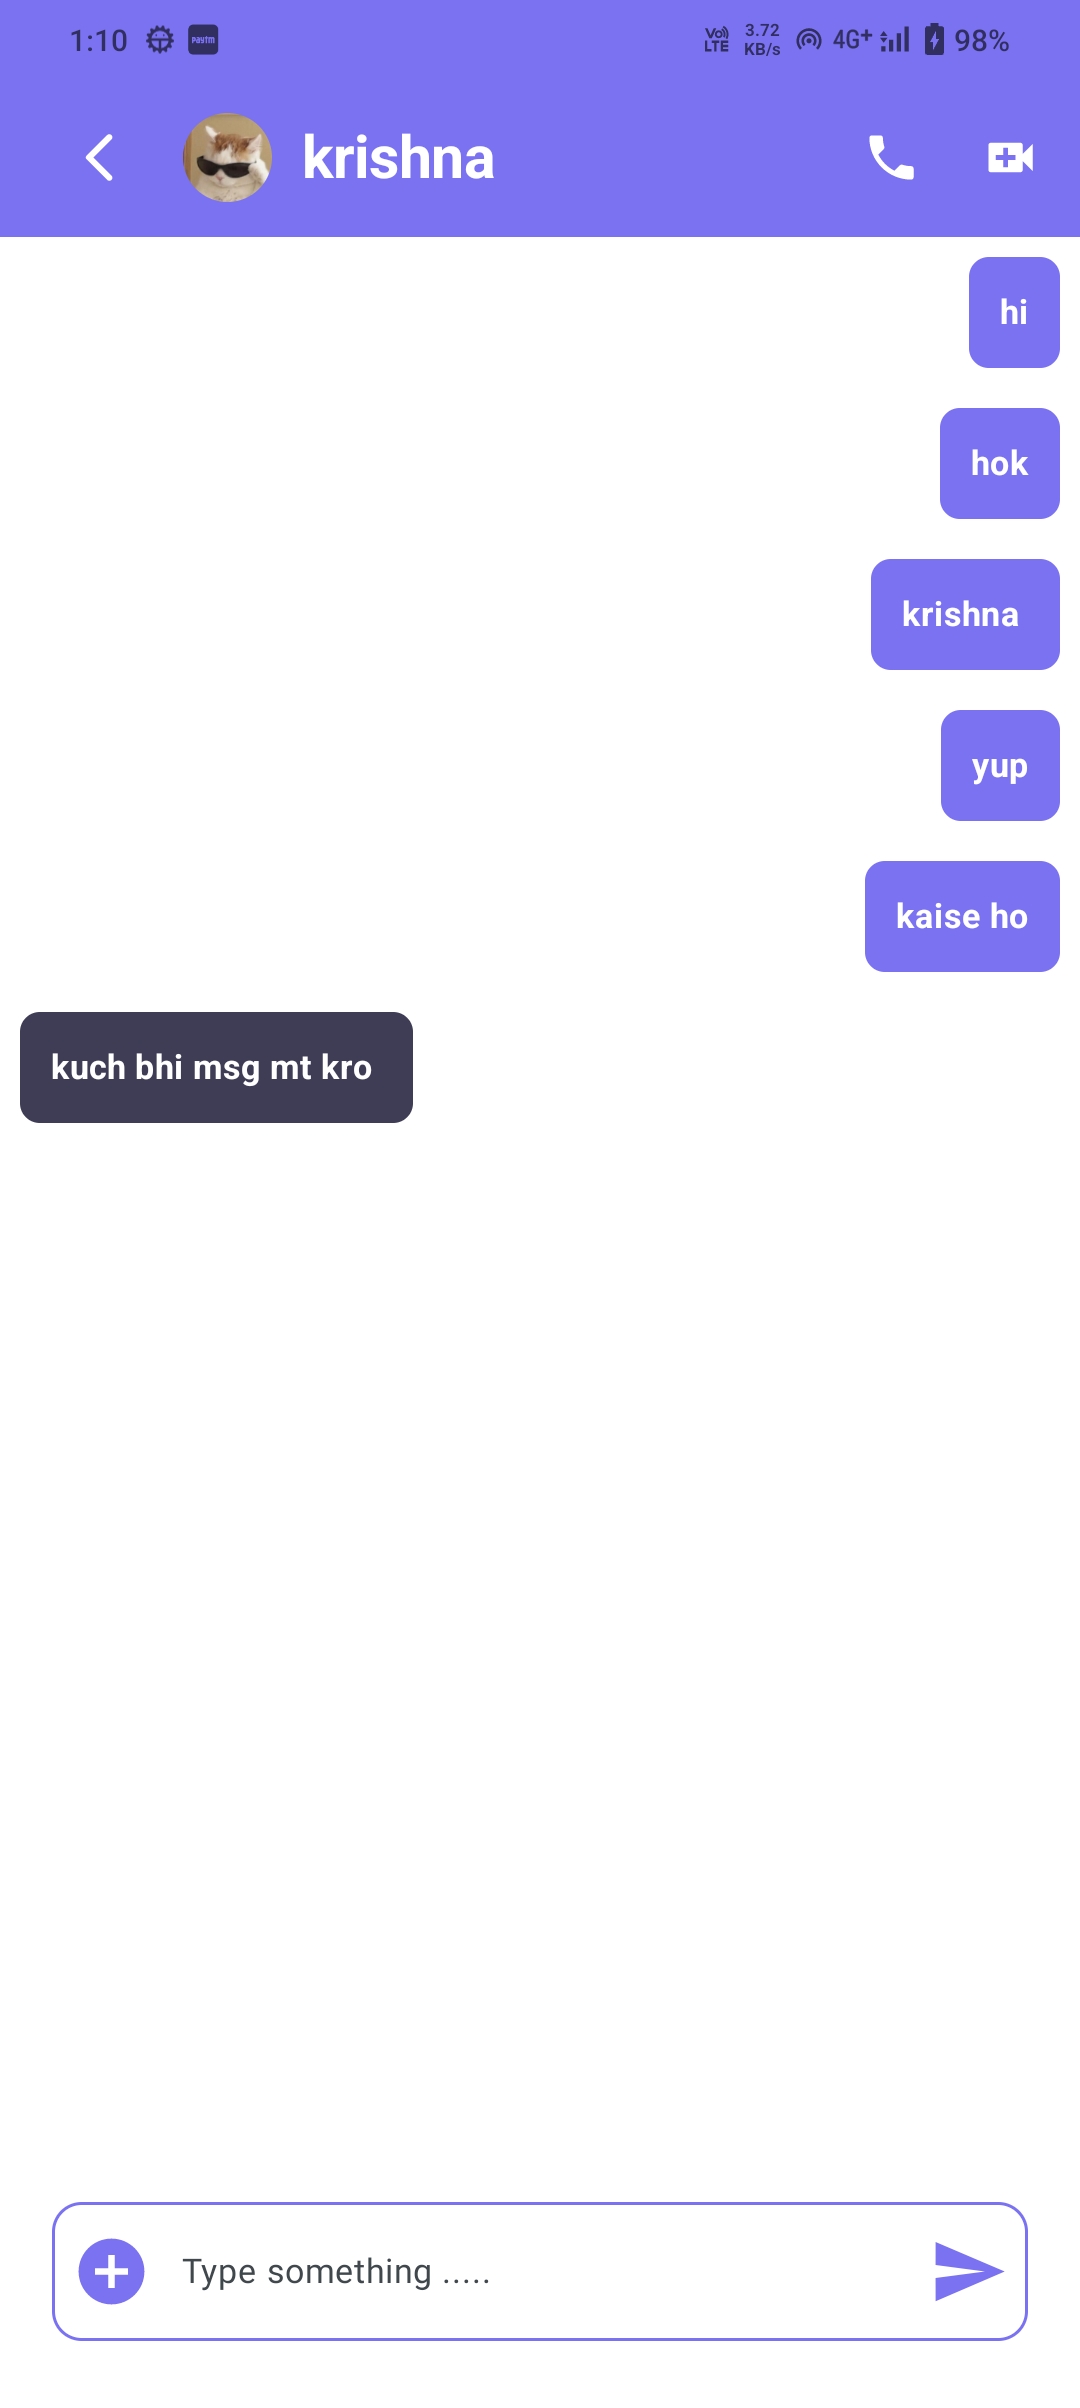 1:10 paytm Vo) LTE 3.72 KB/s 4G+ 98%
krishna
hi
hok
krishna
yup
kaise ho
kuch bhi msg mt kro
Type something .....